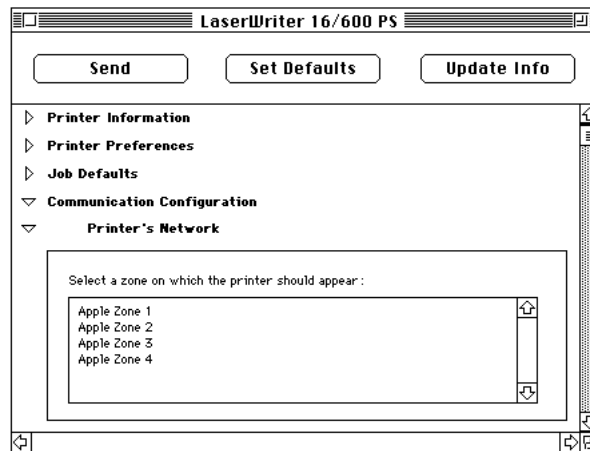 LaserWriter 16/600 PS
Send Set Defaults Update Info
Printer Information
Printer Preferences
Job Defaults
Communication Configuration
Printer's Network
Select a zone on which the printer should appear:
Apple Zone 1
Apple Zone 2
Apple Zone 3
Apple Zone 4